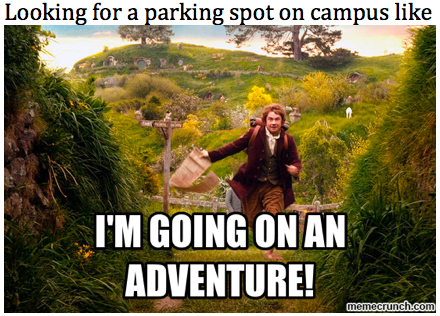 Looking for a parking spot on campus like
I'M GOING ON AN
ADVENTURE!
memecrunch.com